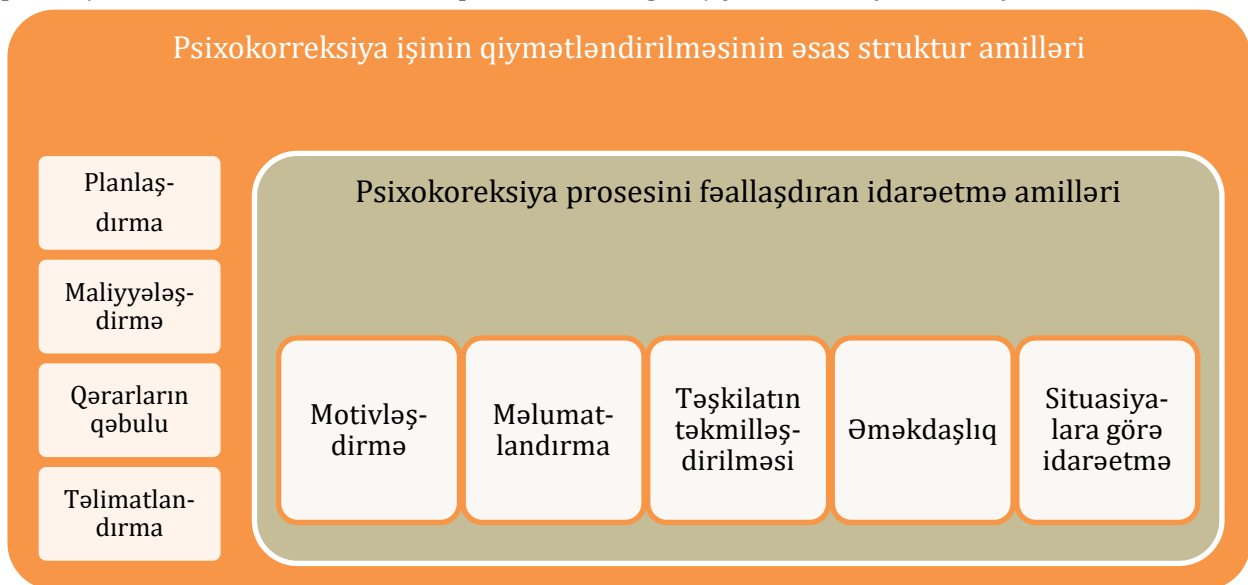 Psixokorreksiya işinin qiymətləndirilməsinin əsas struktur amilləri
Planlaş-
dırma
Maliyyələş-
dirmə
Qərarların
qəbulu
Təlimatlan-
dırma
Psixokoreksiya prosesini fəallaşdıran idarəetmə amilləri
Motivləş-
dirmə
Məlumat-
landırma
Təşkilatın
təkmilləş-
dirilməsi
Əməkdaşlıq
Situasiya-
lara görə
idarəetmə